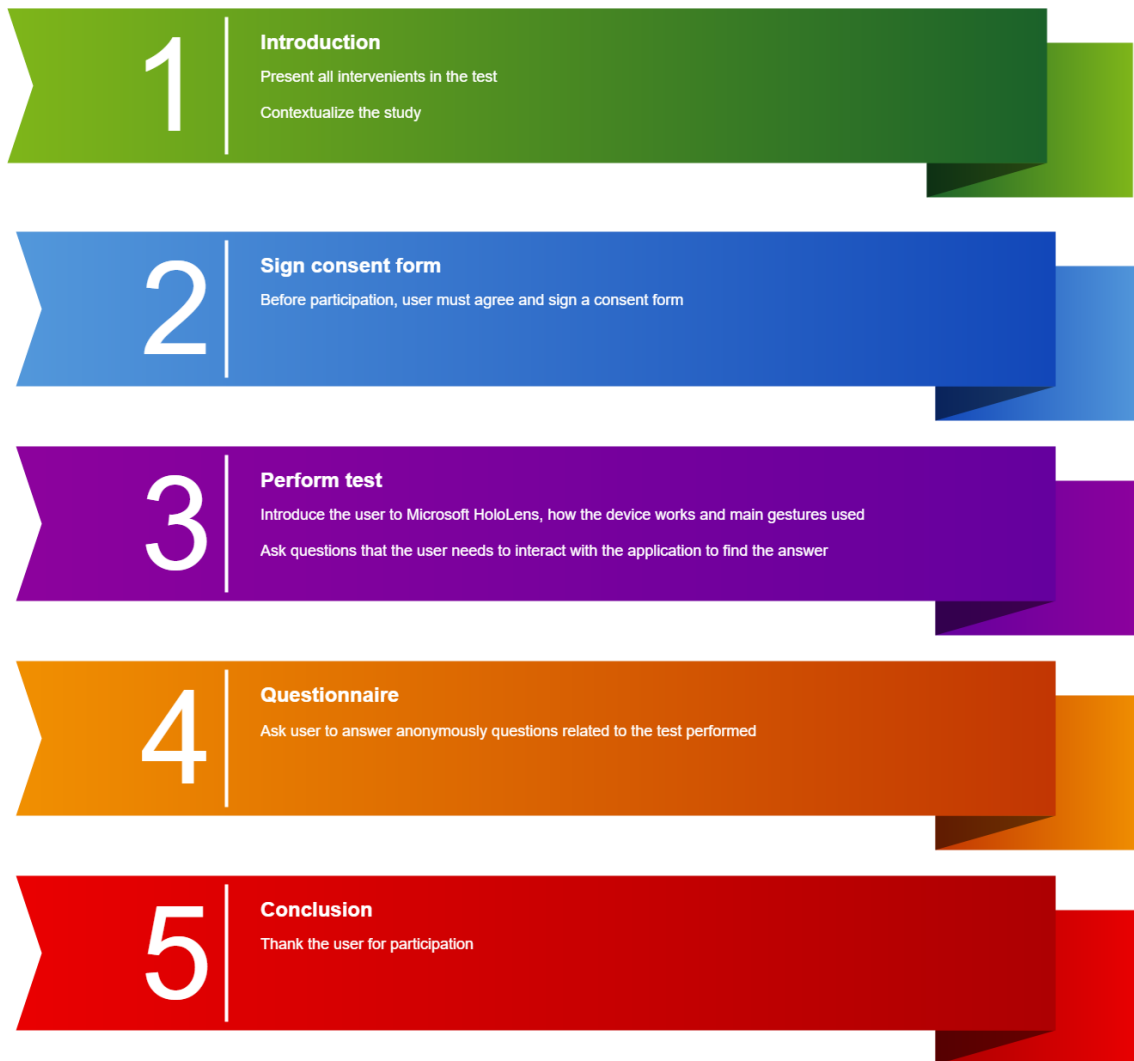 1
Introduction
Present all intervenients in the test
Contextualize the study
2
Sign consent form
Before participation, user must agree and sign a consent form
3
Perform test
Introduce the user to Microsoft HoloLens, how the device works and main gestures used
Ask questions that the user needs to interact with the application to find the answer
4
Questionnaire
Ask user to answer anonymously questions related to the test performed
5
Conclusion
Thank the user for participation